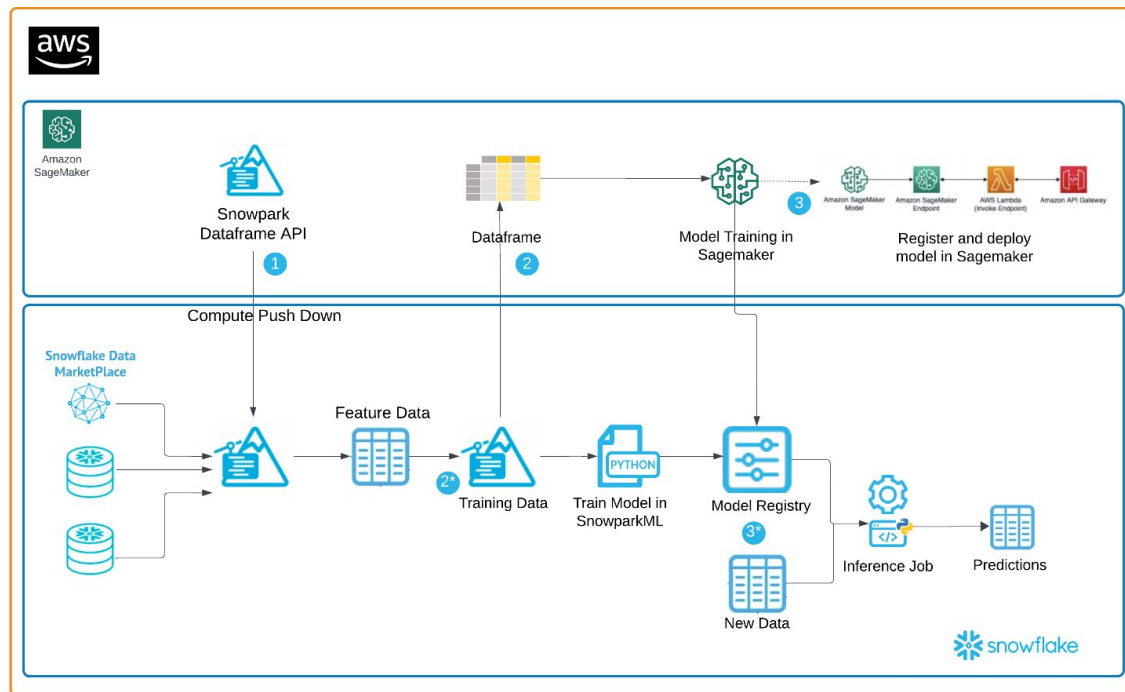 aws
Amazon
SageMaker
Snowpark
Dataframe API
1
Dataframe
2
Model Training in
Sagemaker
3
Amazon SageMaker
Model
Amazon SageMaker
Endpoint
AWS Lambda
(Invoke Endpoint)
Amazon API Gateway
Register and deploy
model in Sagemaker
Compute Push Down
Snowflake Data
MarketPlace
Feature Data
2*
Training Data
PYTHON
Train Model in
SnowparkML
Model Registry
3*
New Data
</>
Inference Job
Predictions
snowflake